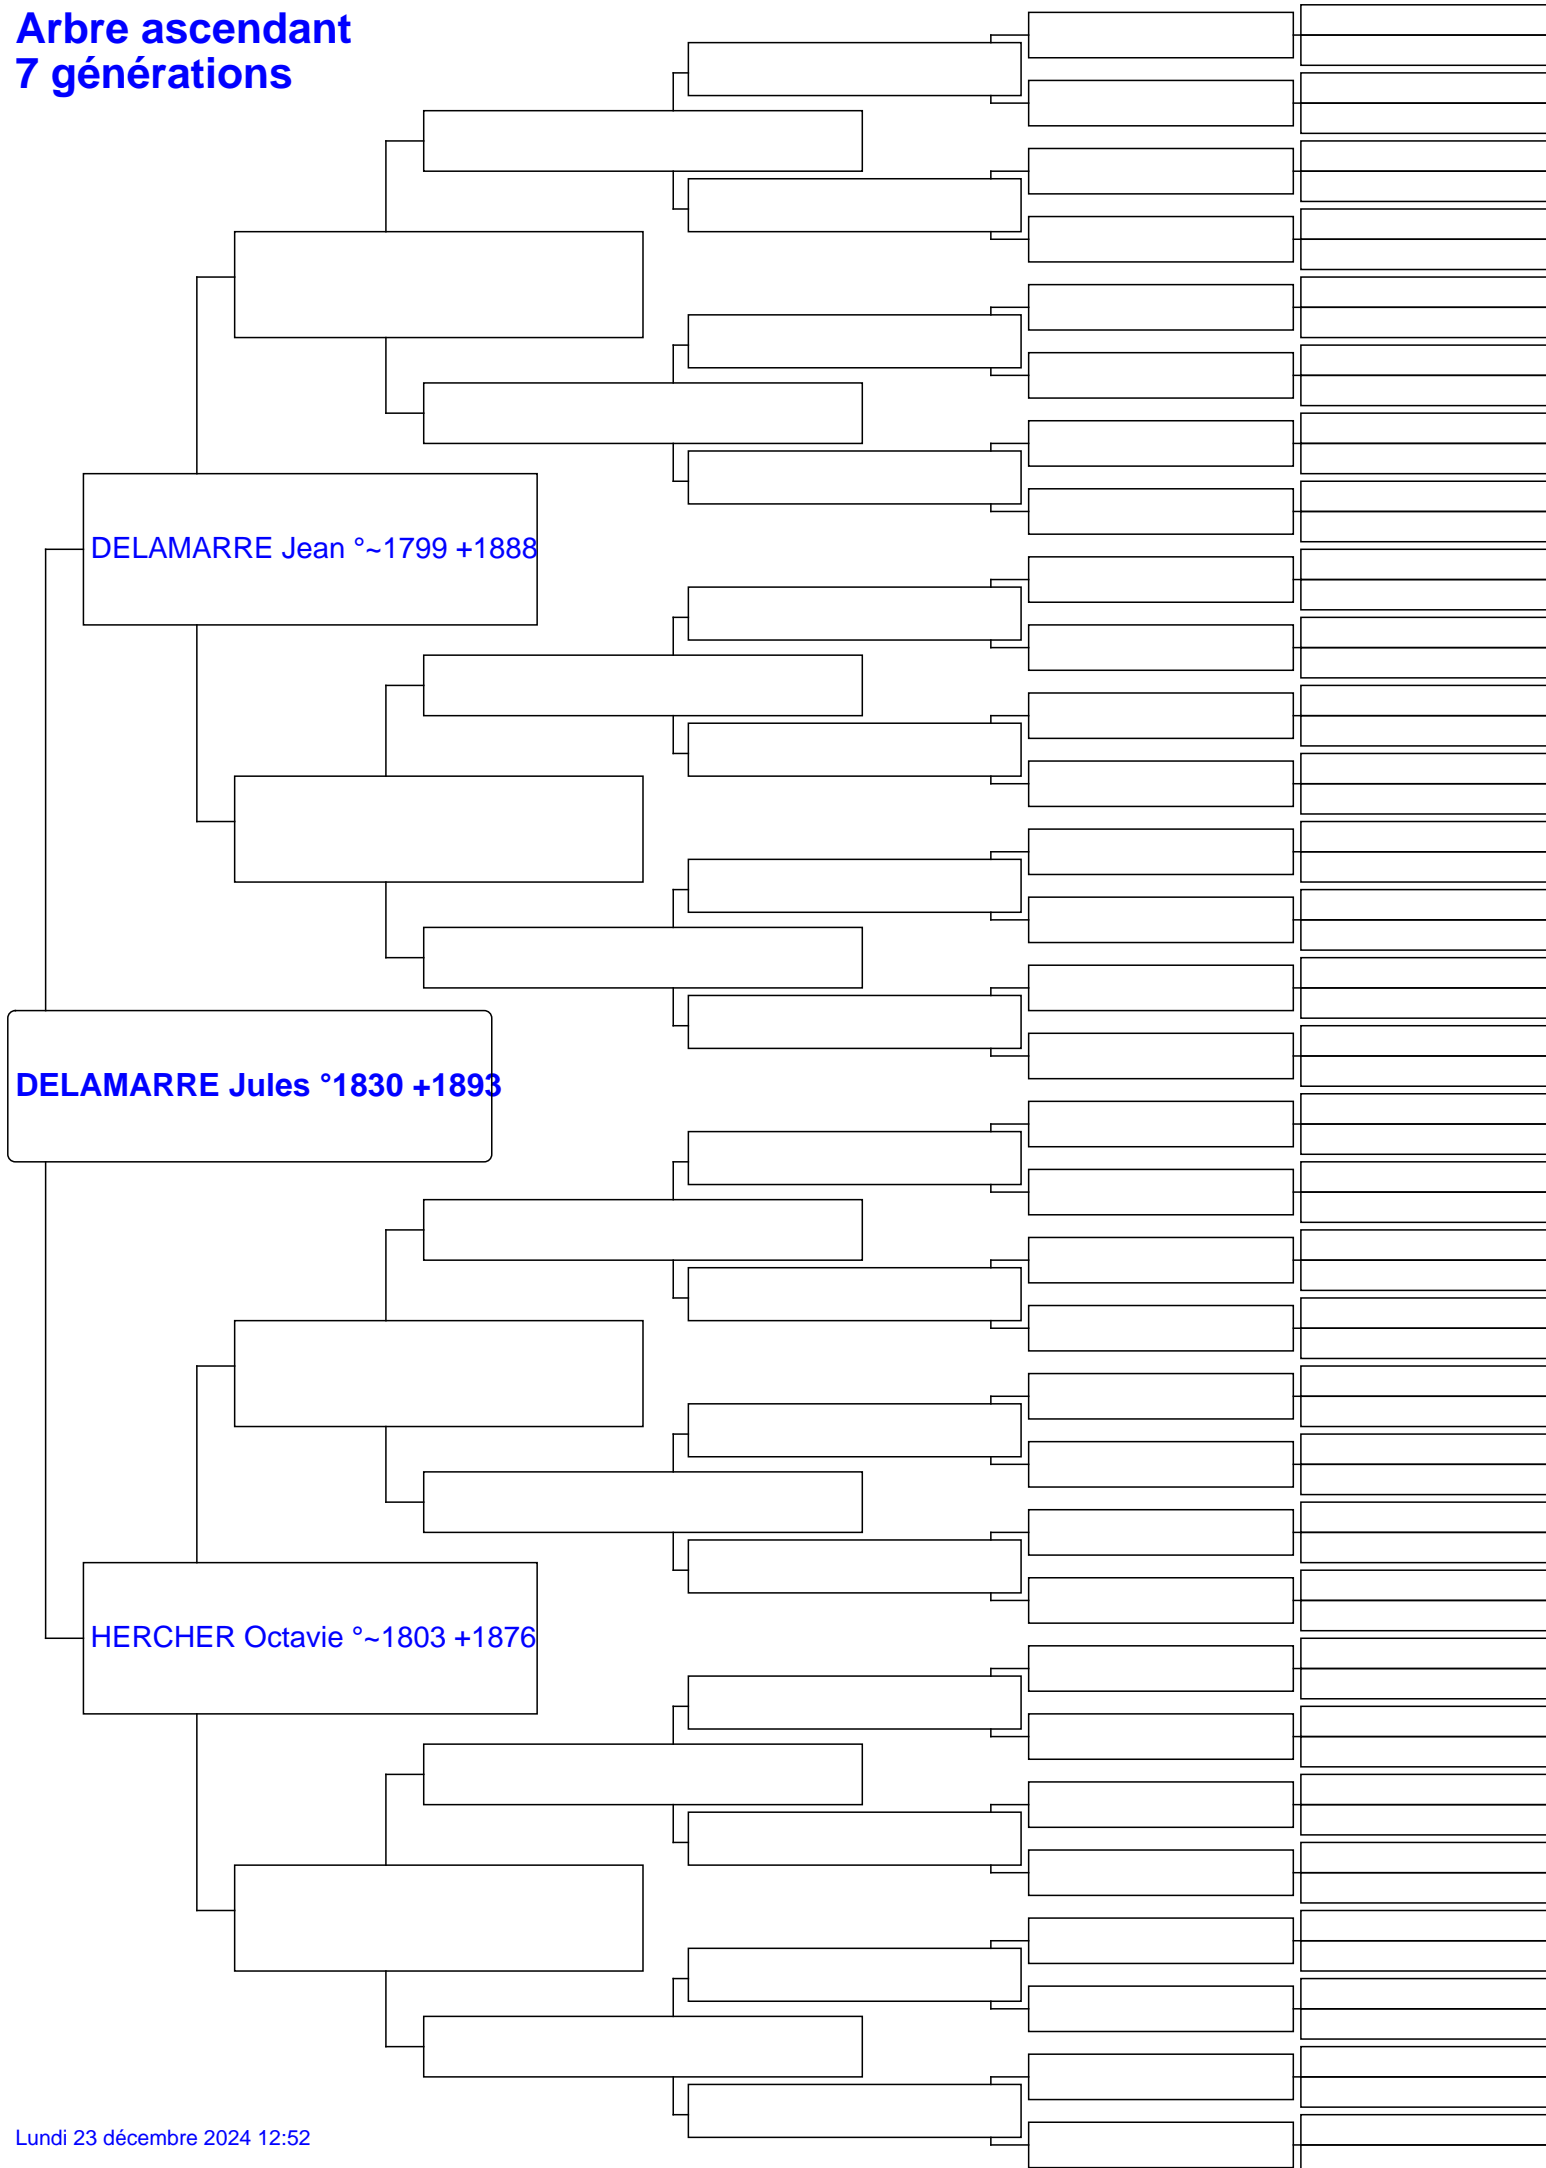 Arbre ascendant
7 générations
DELAMARRE Jean °~1799 +1888
DELAMARRE Jules °1830 +1893
HERCHER Octavie °~1803 +1876
Lundi 23 décembre 2024 12:52